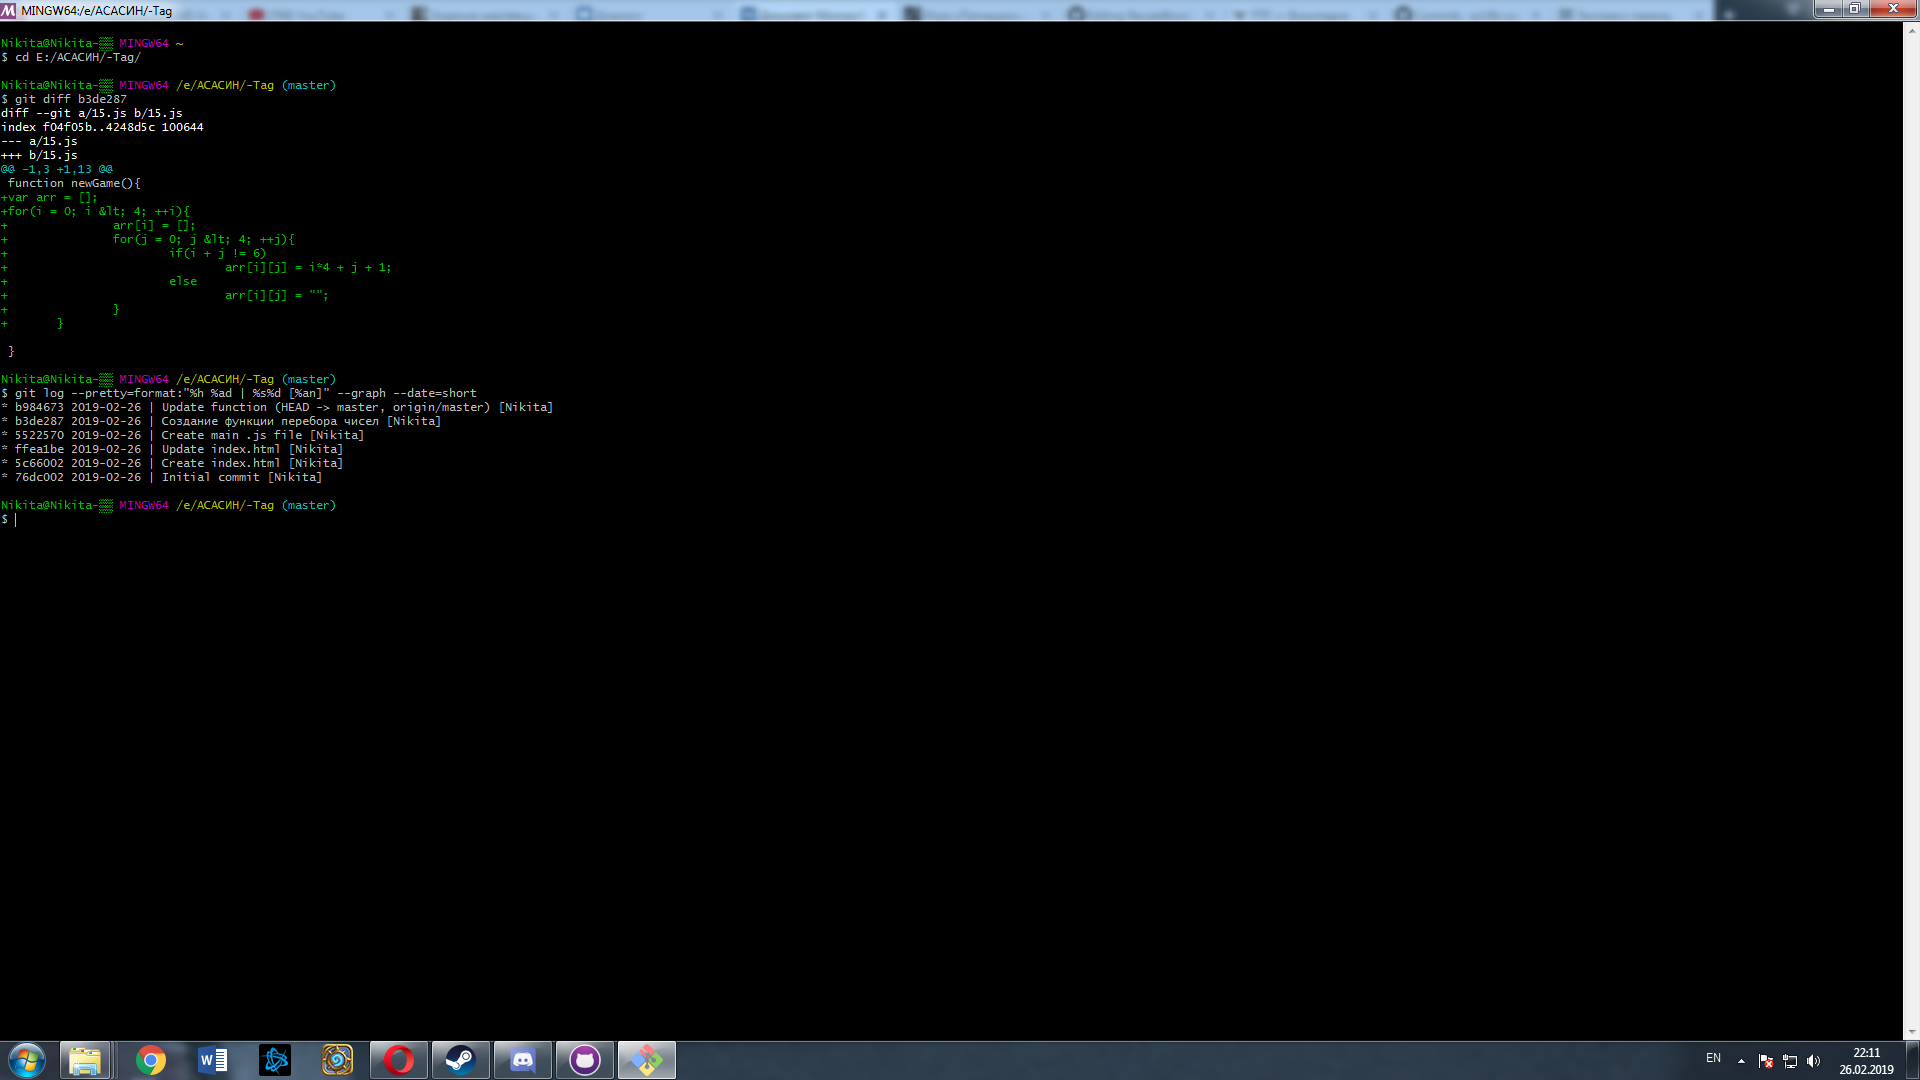 MINGW64:/e/АСАСИН/-Tag
Nikita@Nikita- MINGW64 ~
$ cd E:/АСАСИН/-Tag/
Nikita@Nikita- MINGW64 /e/АСАСИН/-Tag (master)
$ git diff b3de287
diff --git a/15.js b/15.js
index f04f05b..4248d5c 100644
--- a/15.js
+++ b/15.js
@@ -1,3 +1,13 @@
 function newGame(){
+var arr = [];
+for(i = 0; i &lt; 4; ++i){
+               arr[i] = [];
+               for(j = 0; j &lt; 4; ++j){
+                       if(i + j != 6)
+                               arr[i][j] = i*4 + j + 1;
+                       else
+                               arr[i][j] = "";
+               }
+       }
 }
Nikita@Nikita- MINGW64 /e/АСАСИН/-Tag (master)
$ git log --pretty=format:"%h %ad | %s%d [%an]" --graph --date=short
* b984673 2019-02-26 | Update function (HEAD -> master, origin/master) [Nikita]
* b3de287 2019-02-26 | Создание функции перебора чисел [Nikita]
* 5522570 2019-02-26 | Create main .js file [Nikita]
* ffea1be 2019-02-26 | Update index.html [Nikita]
* 5c66002 2019-02-26 | Create index.html [Nikita]
* 76dc002 2019-02-26 | Initial commit [Nikita]
Nikita@Nikita- MINGW64 /e/АСАСИН/-Tag (master)
$
EN
22:11
26.02.2019